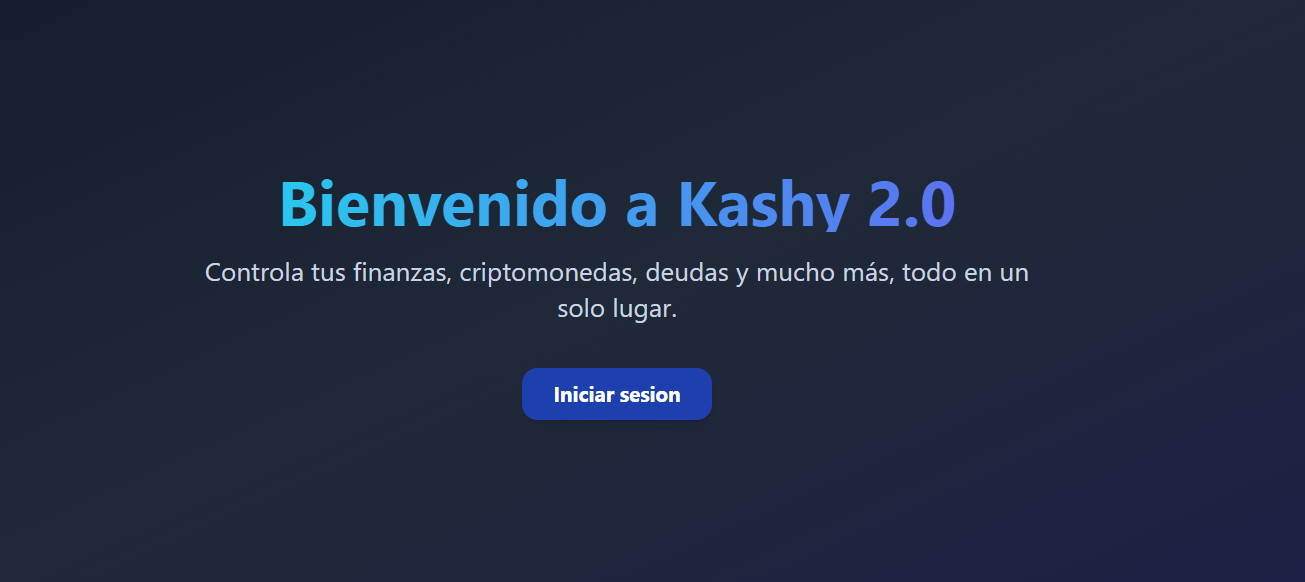 Bienvenido a Kashy 2.0
Controla tus finanzas, criptomonedas, deudas y mucho más, todo en un
solo lugar.
Iniciar sesion